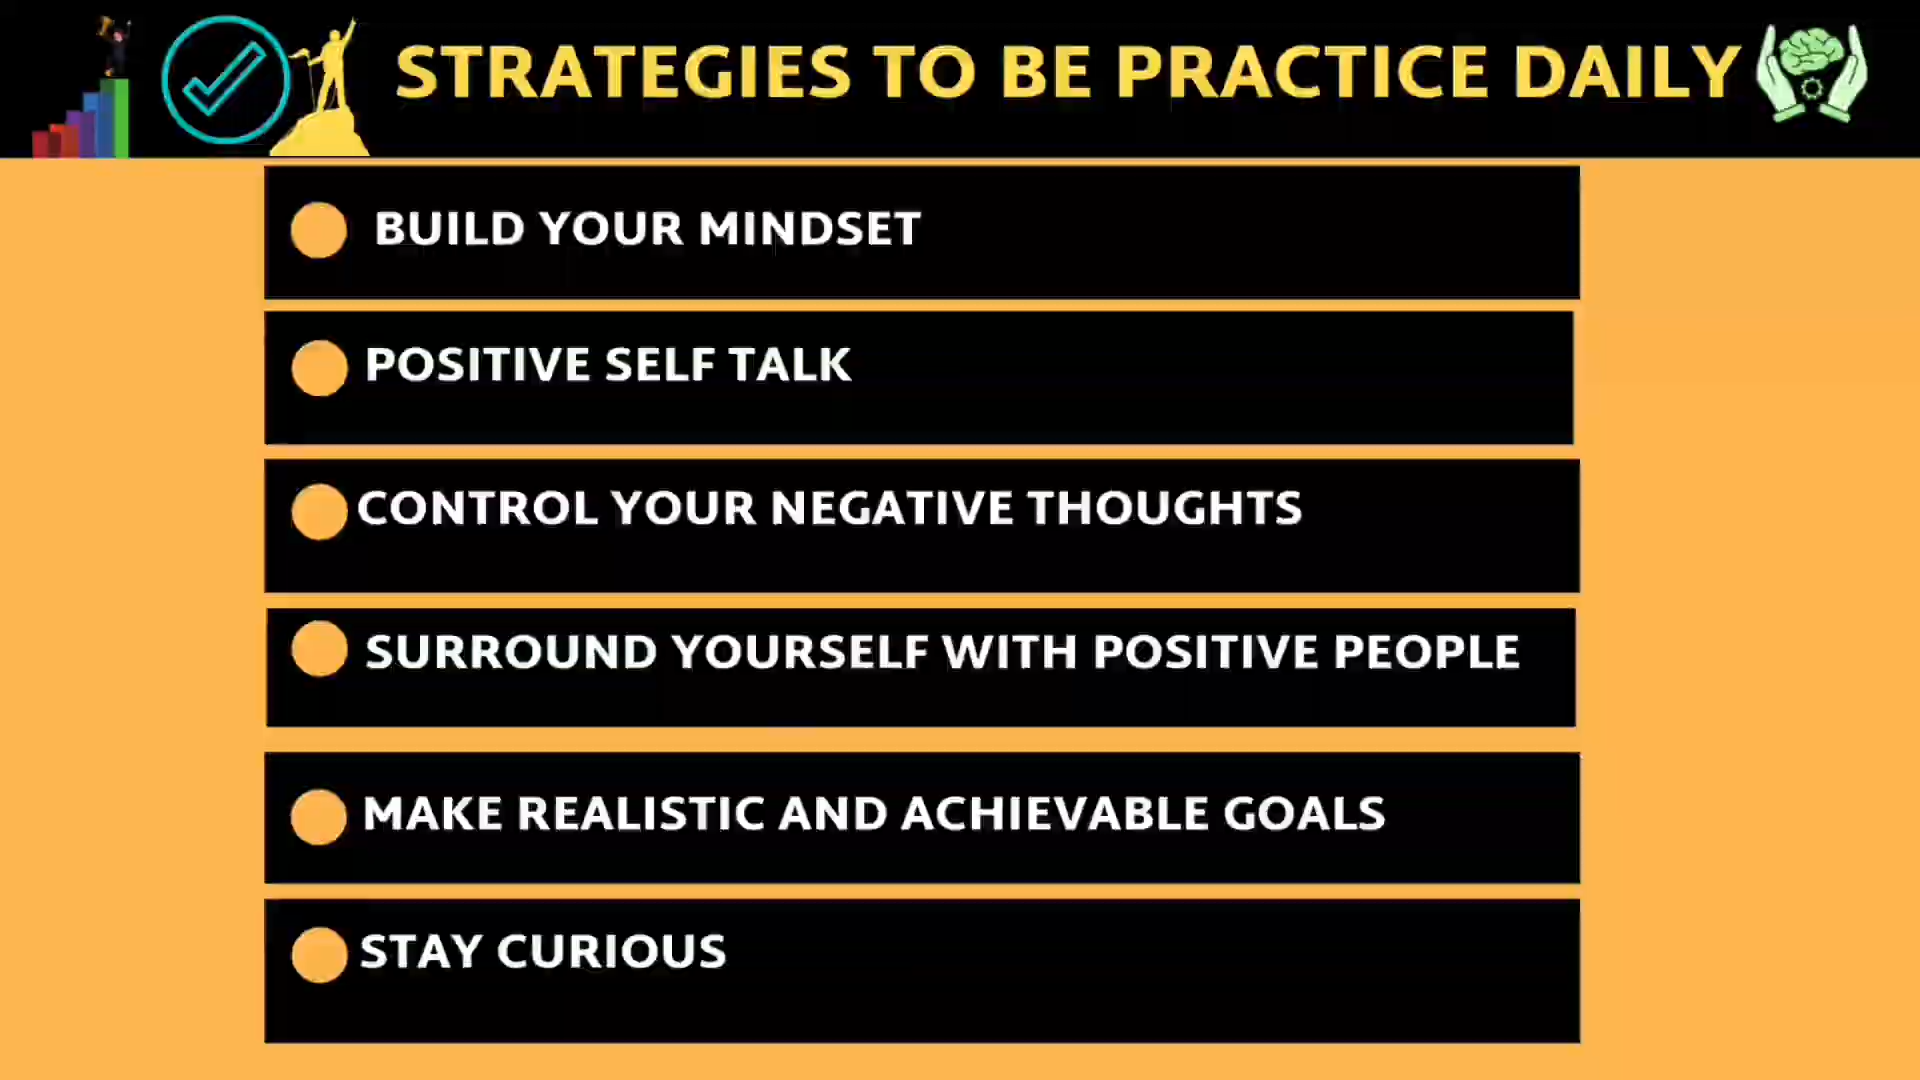 STRATEGIES TO BE PRACTICE DAILY
BUILD YOUR MINDSET
POSITIVE SELF TALK
CONTROL YOUR NEGATIVE THOUGHTS
SURROUND YOURSELF WITH POSITIVE PEOPLE
MAKE REALISTIC AND ACHIEVABLE GOALS
STAY CURIOUS